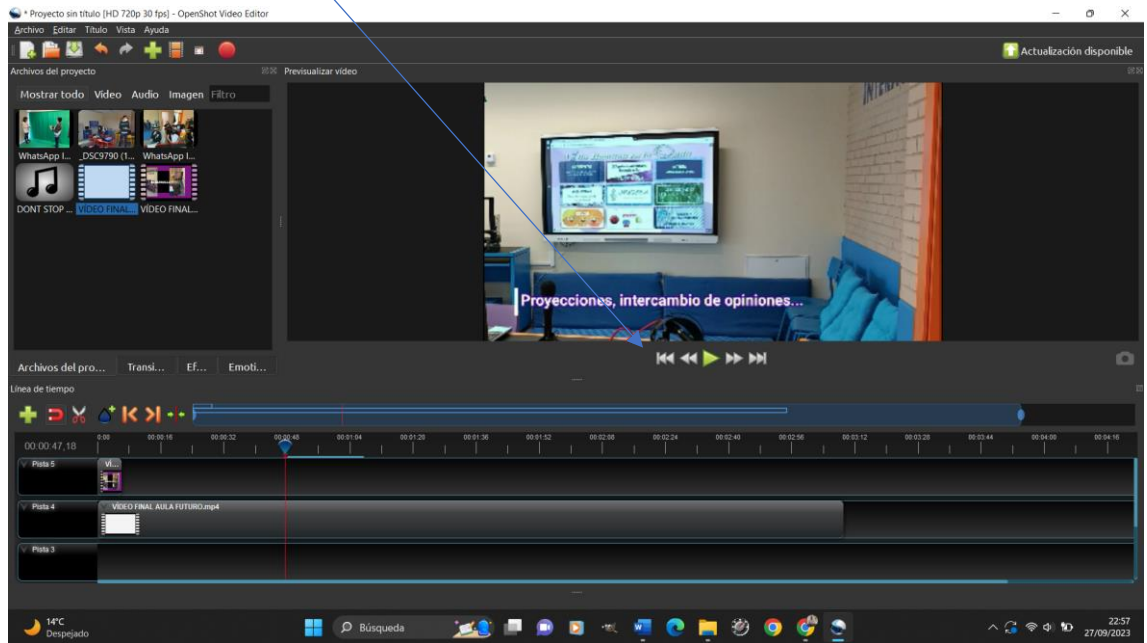 * Proyecto sin título [HD 720p 30 fps] - OpenShot Video Editor
Archivo Editar Título Vista Ayuda
Actualización disponible
Archivos del proyecto
Previsualizar vídeo
Mostrar todo Video Audio Imagen Filtro
WhatsApp I... _DSC9790 (1... WhatsApp I...
DONT STOP ... VÍDEO FINAL... VÍDEO FINAL...
Proyecciones, intercambio de opiniones...
Archivos del pro... Transi... Ef... Emoti...
Línea de tiempo
00:00:47,18
0:00 00:00:16 00:00:32 00:00:48 00:01:04 00:01:20 00:01:36 00:01:52 00:02:08 00:02:24 00:02:40 00:02:56 00:03:12 00:03:28 00:03:44 00:04:00 00:04:16
Pista 5
VÍ...
Pista 4
VÍDEO FINAL AULA FUTURO.mp4
Pista 3
14°C
Despejado
Búsqueda
22:57
27/09/2023